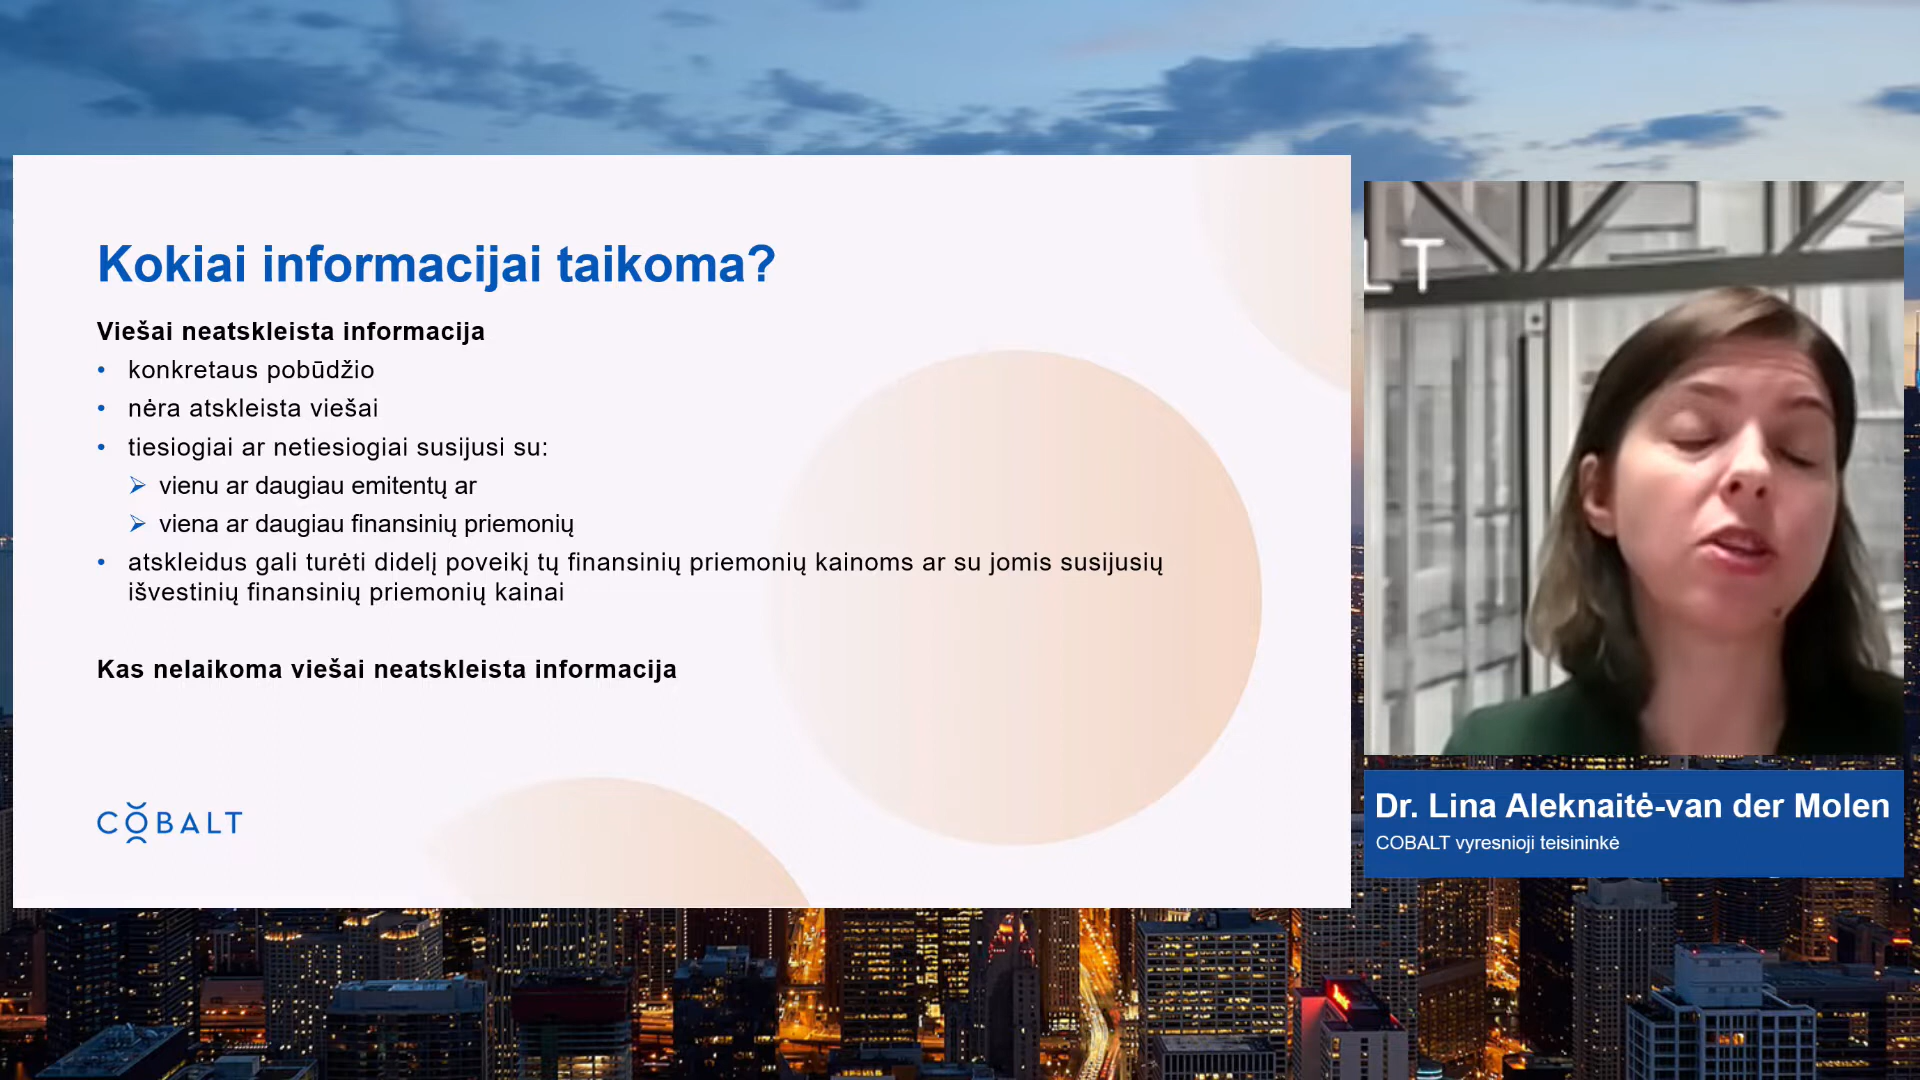 Kokiai informacijai taikoma?
Viešai neatskleista informacija
• konkretaus pobūdžio
• nėra atskleista viešai
• tiesiogiai ar netiesiogiai susijusi su:
➢ vienu ar daugiau emitentų ar
➢ viena ar daugiau finansinių priemonių
• atskleidus gali turėti didelį poveikį tų finansinių priemonių kainoms ar su jomis susijusių
išvestinių finansinių priemonių kainai
Kas nelaikoma viešai neatskleista informacija
COBALT
LT
Dr. Lina Aleknaitė-van der Molen
COBALT vyresnioji teisininkė